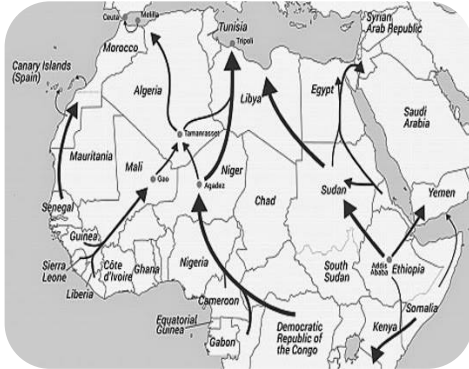 Ceuta
Melilla
Tunisia
Tripoli
Syrian
Arab Republic
Morocco
Canary Islands
(Spain)
Algeria
Libya
Egypt
Saudi
Arabia
Tamanrasset
Mauritania
Mali
Gao
Niger
Agadez
Chad
Sudan
Yemen
Senegal
Guinea
Sierra
Leone
Liberia
Côte
d'Ivoire
Ghana
Nigeria
Cameroon
South
Sudan
Addis
Ababa
Ethiopia
Somalia
Equatorial
Guinea
Gabon
Democratic
Republic of
the Congo
Kenya